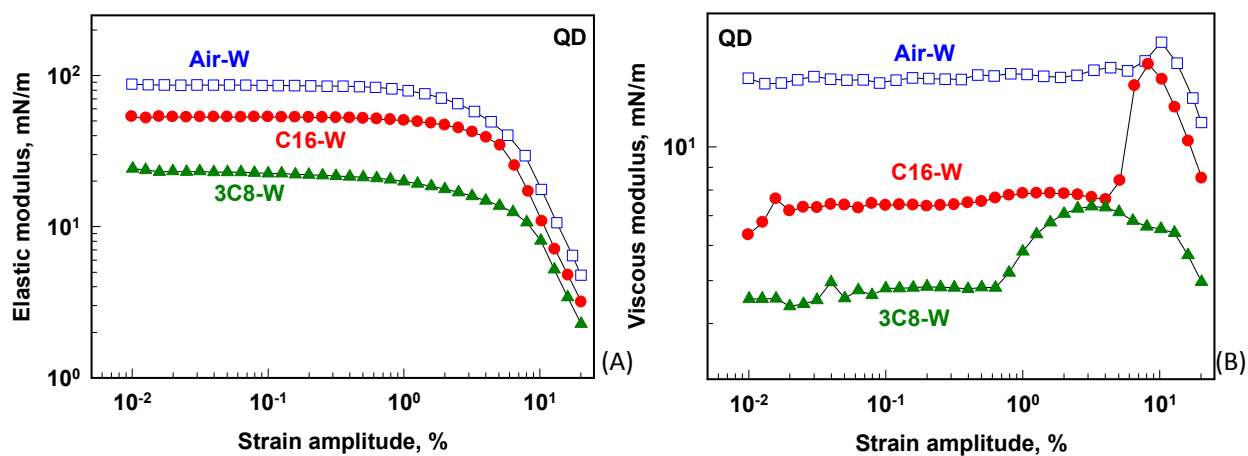 Elastic modulus, mN/m
10²
10¹
10⁰
QD
Air-W
C16-W
3C8-W
10⁻²
10⁻¹
10⁰
10¹
Strain amplitude, %
(A)
Viscous modulus, mN/m
10¹
QD
Air-W
C16-W
3C8-W
10⁻²
10⁻¹
10⁰
10¹
Strain amplitude, %
(B)